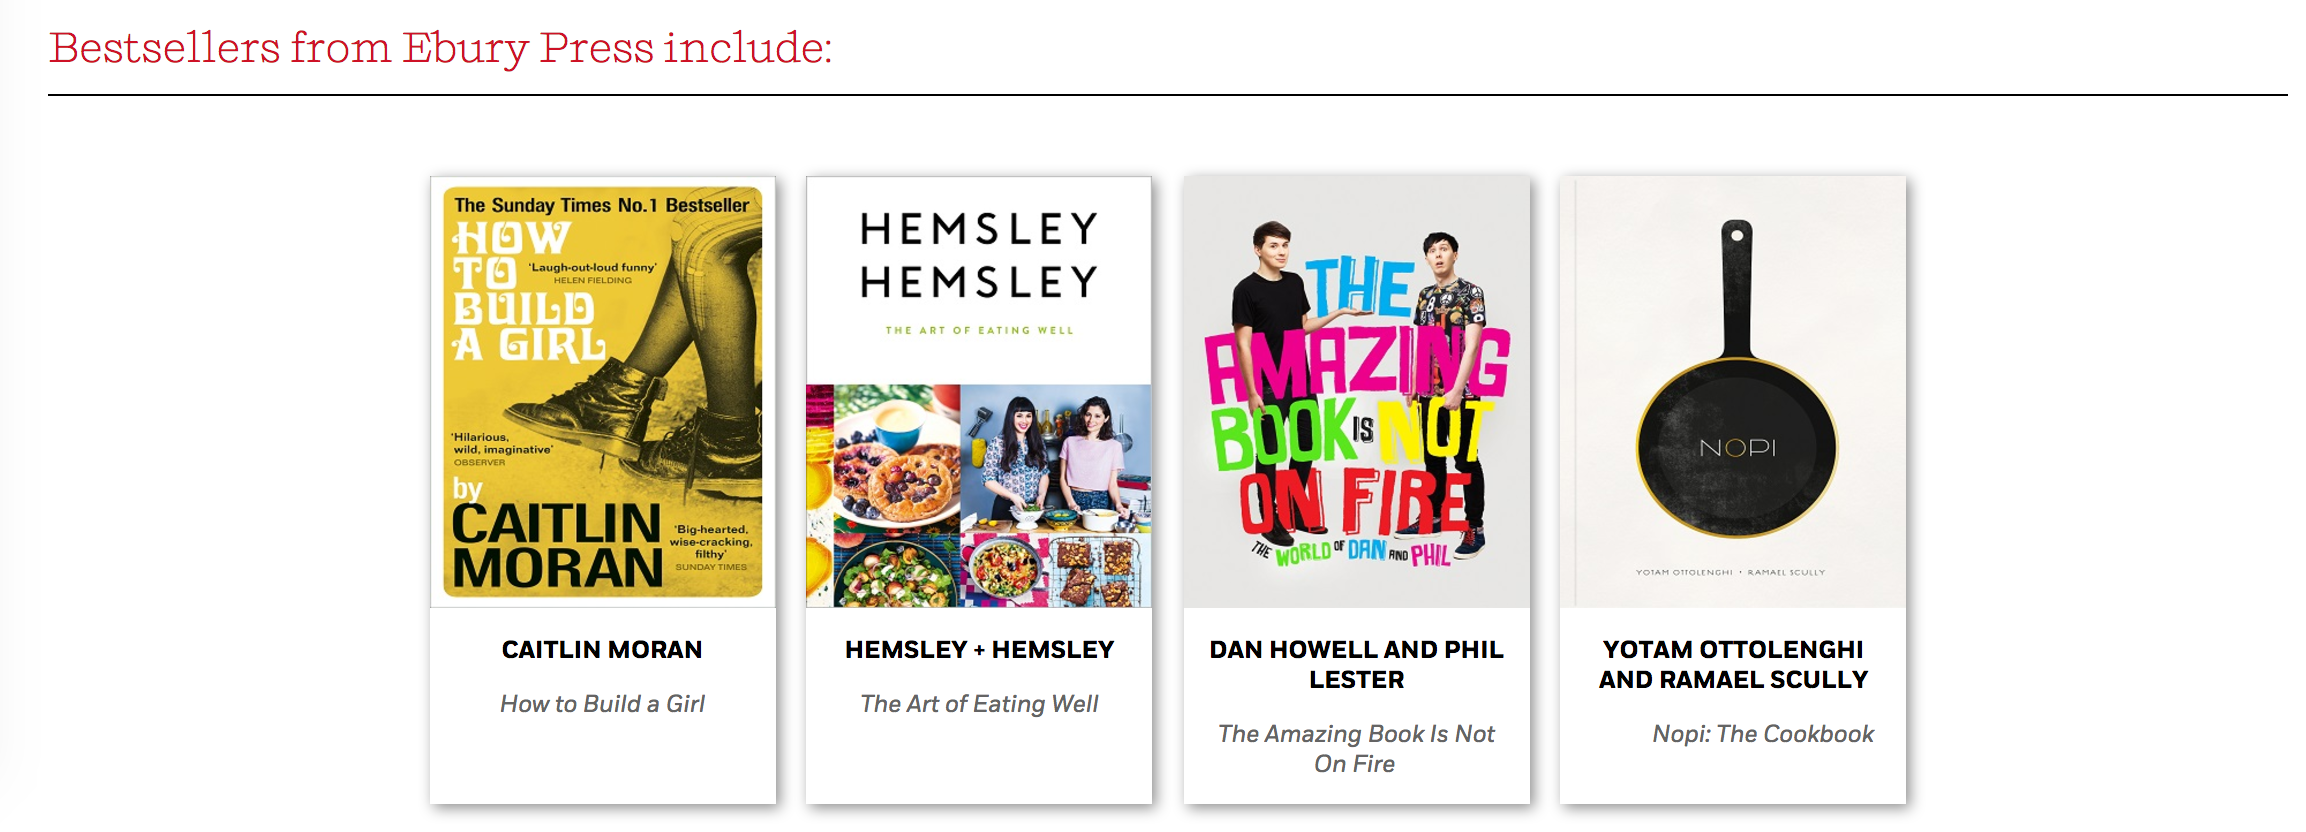 Bestsellers from Ebury Press include:
The Sunday Times No.1 Bestseller
HOW
TO
BUILD
A GIRL
'Laugh-out-loud funny'
HELEN FIELDING
'Hilarious,
wild, imaginative'
OBSERVER
by
CAITLIN
MORAN
'Big-hearted,
wise-cracking,
filthy'
SUNDAY TIMES
CAITLIN MORAN
How to Build a Girl
HEMSLEY
HEMSLEY
THE ART OF EATING WELL
HEMSLEY + HEMSLEY
The Art of Eating Well
THE
AMAZING
BOOK IS NOT
ON FIRE
THE WORLD OF DAN AND PHIL
DAN HOWELL AND PHIL
LESTER
The Amazing Book Is Not
On Fire
NOPI
YOTAM OTTOLENGHI • RAMAEL SCULLY
YOTAM OTTOLENGHI
AND RAMAEL SCULLY
Nopi: The Cookbook